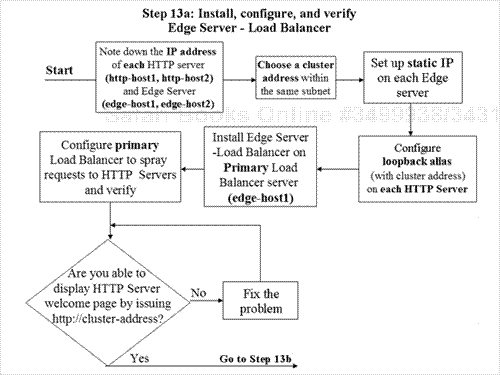 Step 13a: Install, configure, and verify
Edge Server - Load Balancer
Start
Note down the IP address
of each HTTP server
(http-host1, http-host2)
and Edge Server
(edge-host1, edge-host2)
Choose a cluster
address within
the same subnet
Set up static IP
on each Edge
server
Configure
loopback alias
(with cluster address)
on each HTTP Server
Install Edge Server
-Load Balancer on
Primary Load
Balancer server
(edge-host1)
Configure primary
Load Balancer to spray
requests to HTTP Servers
and verify
Are you able to
display HTTP Server
welcome page by issuing
http://cluster-address?
No
Fix the
problem
Yes
Go to Step 13b